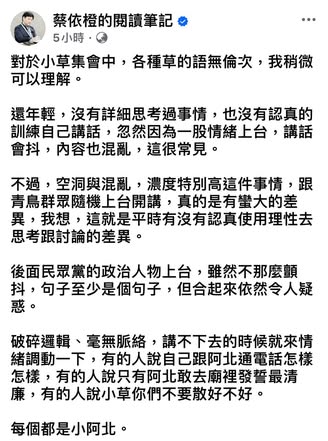 蔡依橙的閱讀筆記
5小時·
對於小草集會中，各種草的語無倫次，我稍微
可以理解。
還年輕，沒有詳細思考過事情，也沒有認真的
訓練自己講話，忽然因為一股情緒上台，講話
會抖，內容也混亂，這很常見。
不過，空洞與混亂，濃度特別高這件事情，跟
青鳥群眾隨機上台開講，真的是有蠻大的差
異，我想，這就是平時有沒有認真使用理性去
思考跟討論的差異。
後面民眾黨的政治人物上台，雖然不那麼顫
抖，句子至少是個句子，但合起來依然令人疑
惑。
破碎邏輯、毫無脈絡，講不下去的時候就來情
緒調動一下，有的人說自己跟阿北通電話怎樣
怎樣，有的人說只有阿北敢去廟裡發誓最清
廉，有的人說小草你們不要散好不好。
每個都是小阿北。